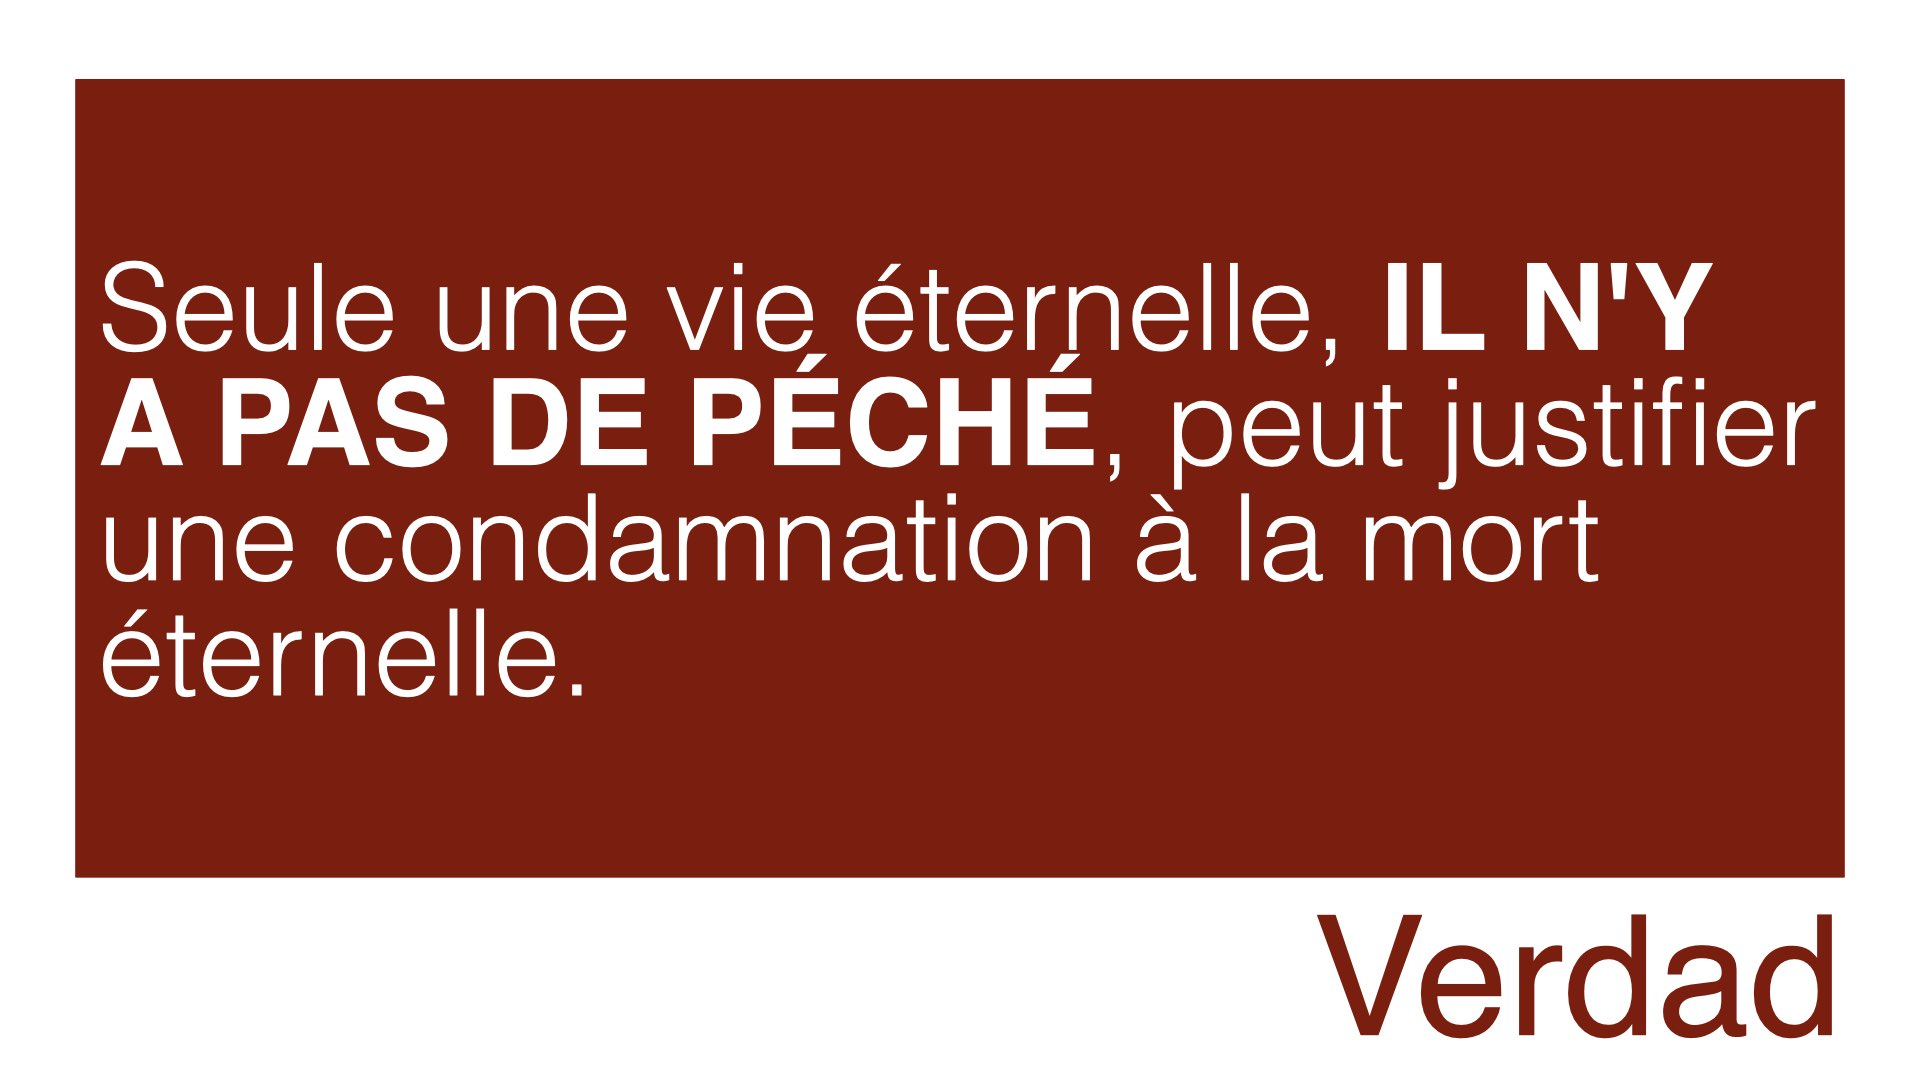 Seule une vie éternelle, IL N'Y
A PAS DE PÉCHÉ, peut justifier
une condamnation à la mort
éternelle.
Verdad